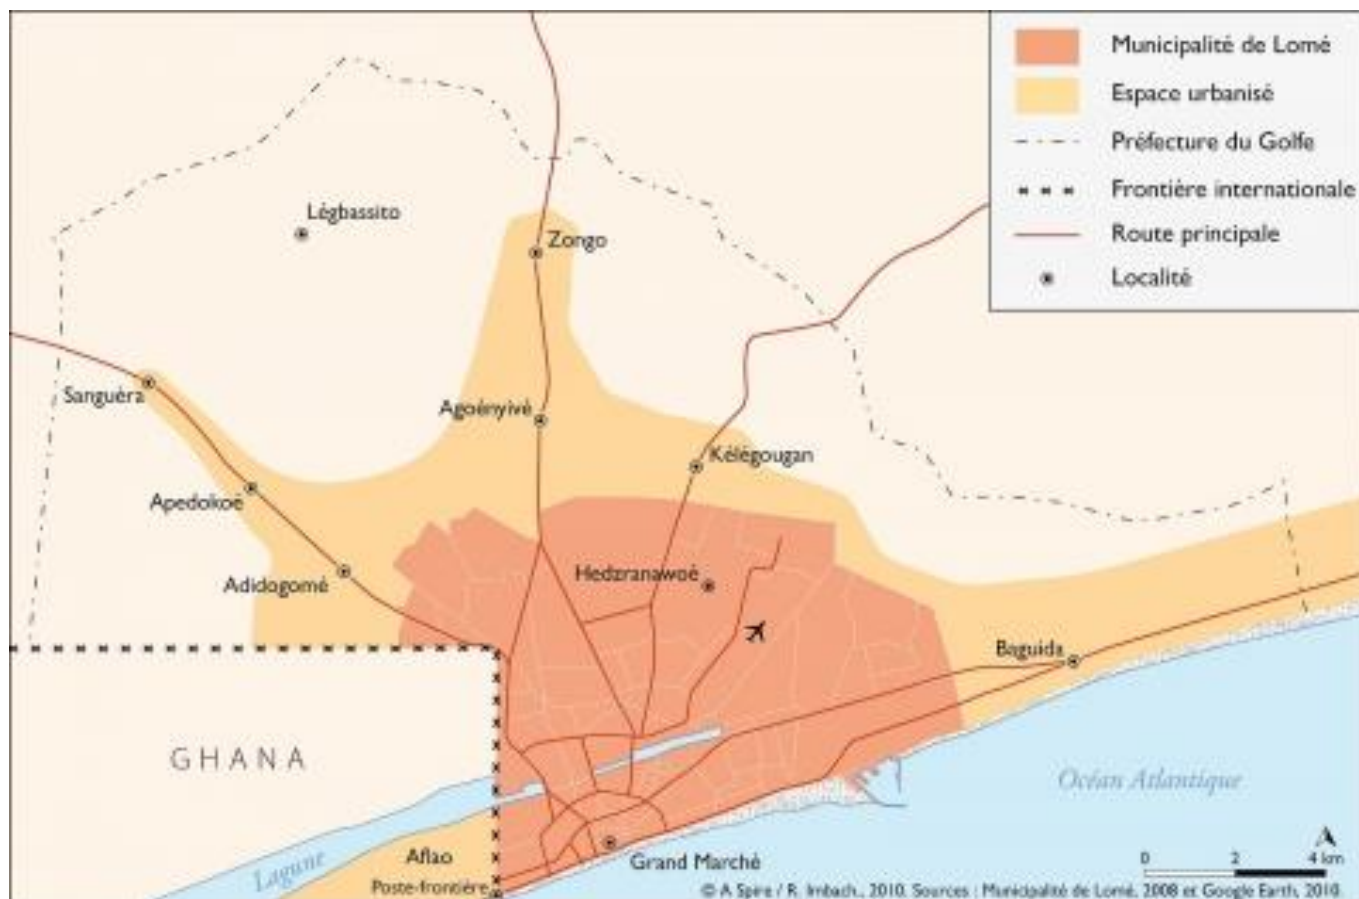 Municipalité de Lomé
Espace urbanisé
Préfecture du Golfe
Frontière internationale
Route principale
Localité
Légbassito
Zongo
Sanguéra
Agoényivé
Kélégougan
Apedokoé
Adidogomé
Hedzranawoé
Baguida
GHANA
Océan Atlantique
Lagune
Aflao
Poste-frontière
Grand Marché
0 2 4 km
© A Spire / R. Imbach, 2010. Sources : Municipalité de Lomé, 2008 et Google Earth, 2010.